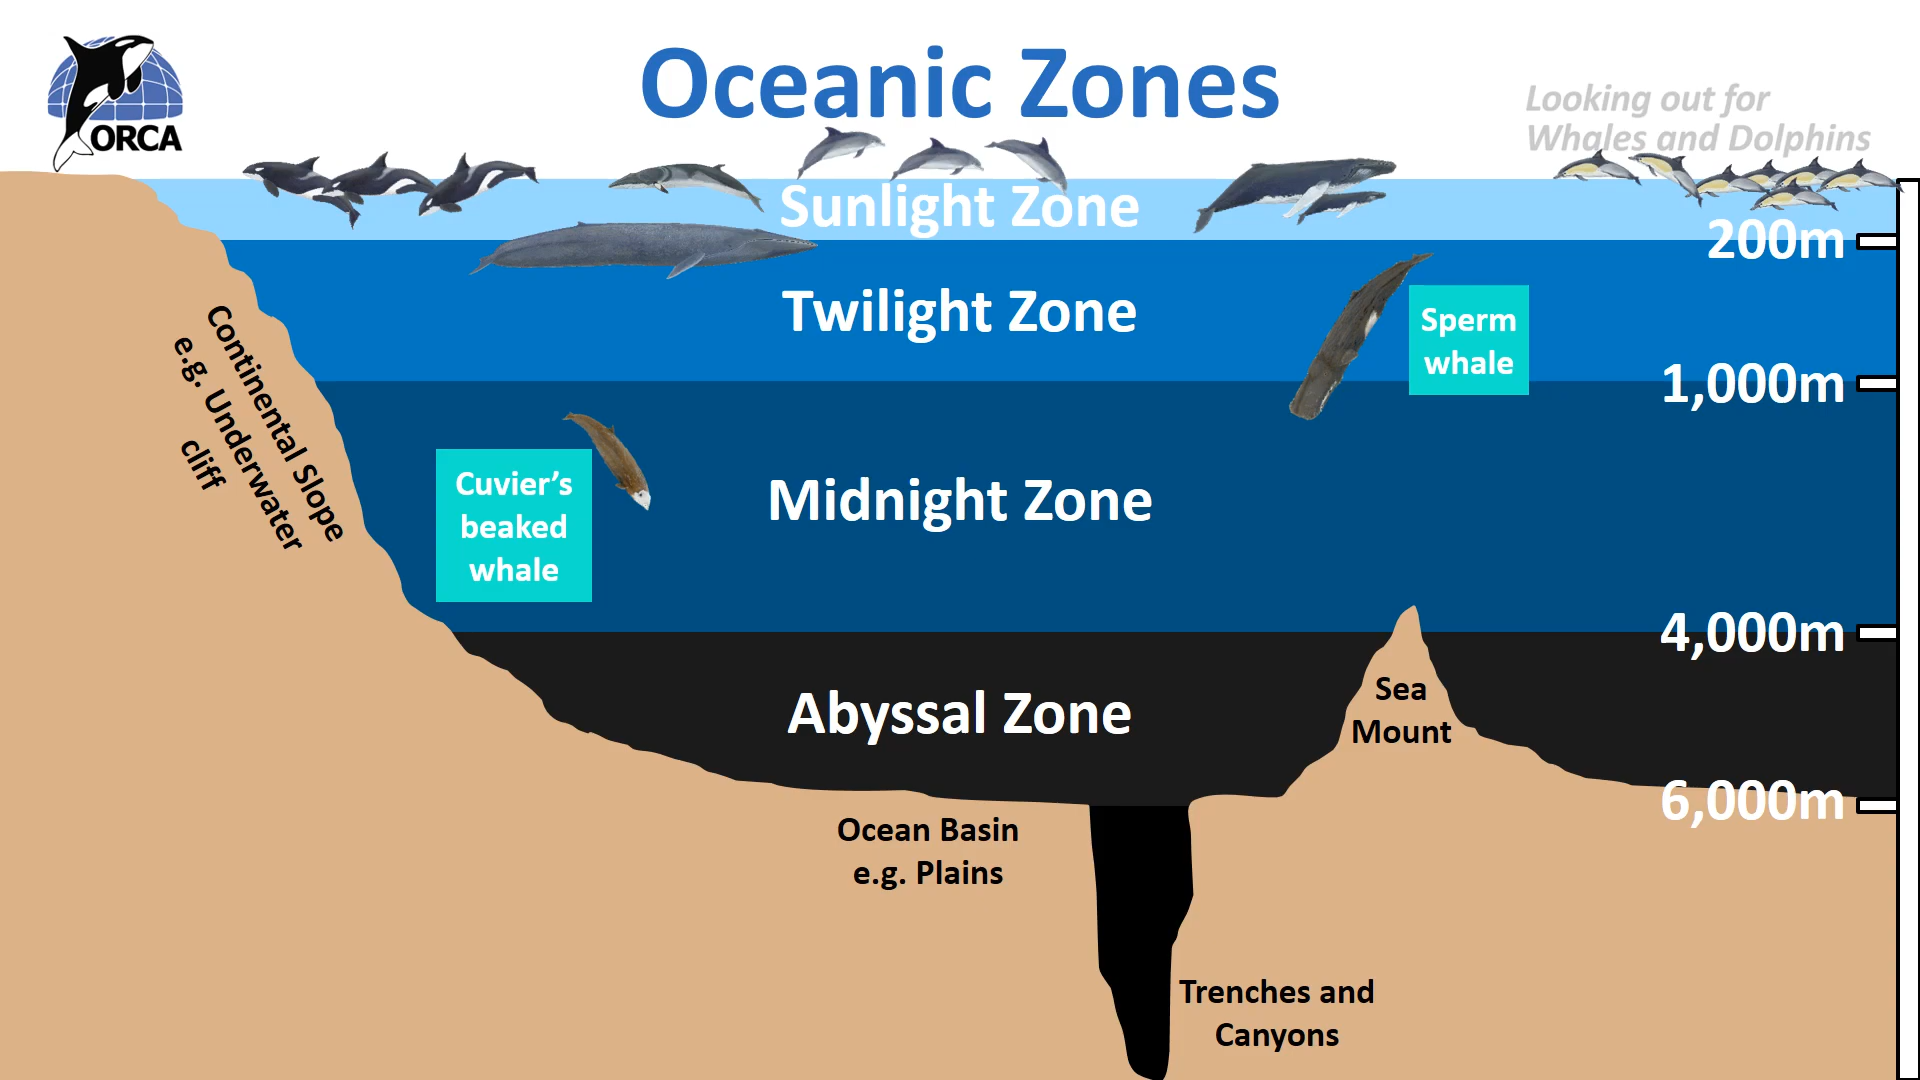 ORCA
Oceanic Zones
Looking out for
Whales and Dolphins
Sunlight Zone
200m
Twilight Zone
Sperm
whale
1,000m
Continental Slope
e.g. Underwater
cliff
Cuvier’s
beaked
whale
Midnight Zone
4,000m
Abyssal Zone
Sea
Mount
6,000m
Ocean Basin
e.g. Plains
Trenches and
Canyons